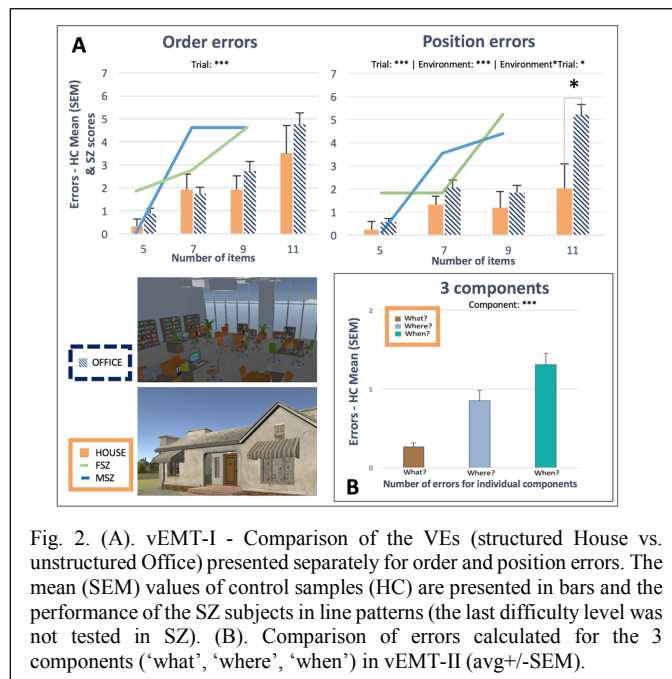 A
Order errors
Trial: ***
Errors - HC Mean (SEM)
& SZ scores
7
6
5
4
3
2
1
0
5 7 9 11
Number of items
Position errors
Trial: *** | Environment: *** | Environment*Trial: *
*
7
6
5
4
3
2
1
0
5 7 9 11
Number of items
OFFICE
HOUSE
FSZ
MSZ
3 components
Component: ***
What?
Where?
When?
Errors - HC Mean (SEM)
2
1
0
What? Where? When?
B
Number of errors for individual components
Fig. 2. (A). vEMT-I - Comparison of the VEs (structured House vs.
unstructured Office) presented separately for order and position errors. The
mean (SEM) values of control samples (HC) are presented in bars and the
performance of the SZ subjects in line patterns (the last difficulty level was
not tested in SZ). (B). Comparison of errors calculated for the 3
components (‘what’, ‘where’, ‘when’) in vEMT-II (avg+/-SEM).